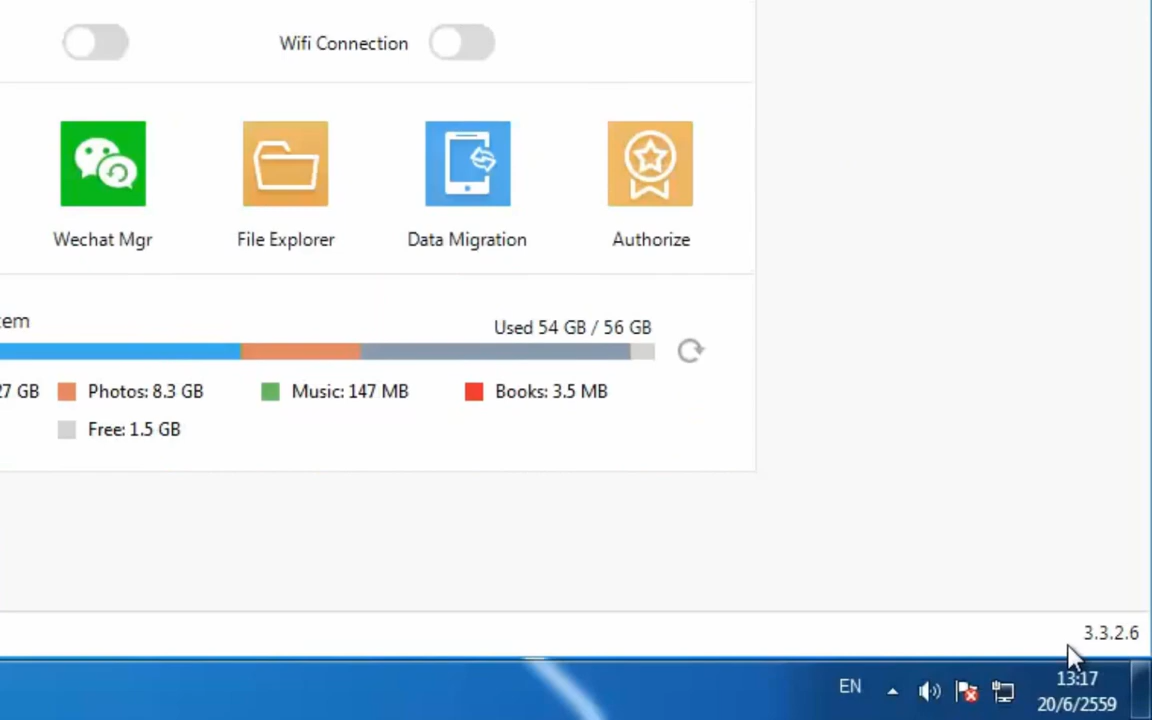 Wifi Connection
Wechat Mgr
File Explorer
Data Migration
Authorize
tem
Used 54 GB / 56 GB
27 GB
Photos: 8.3 GB
Music: 147 MB
Books: 3.5 MB
Free: 1.5 GB
3.3.2.6
EN
13:17
20/6/2559